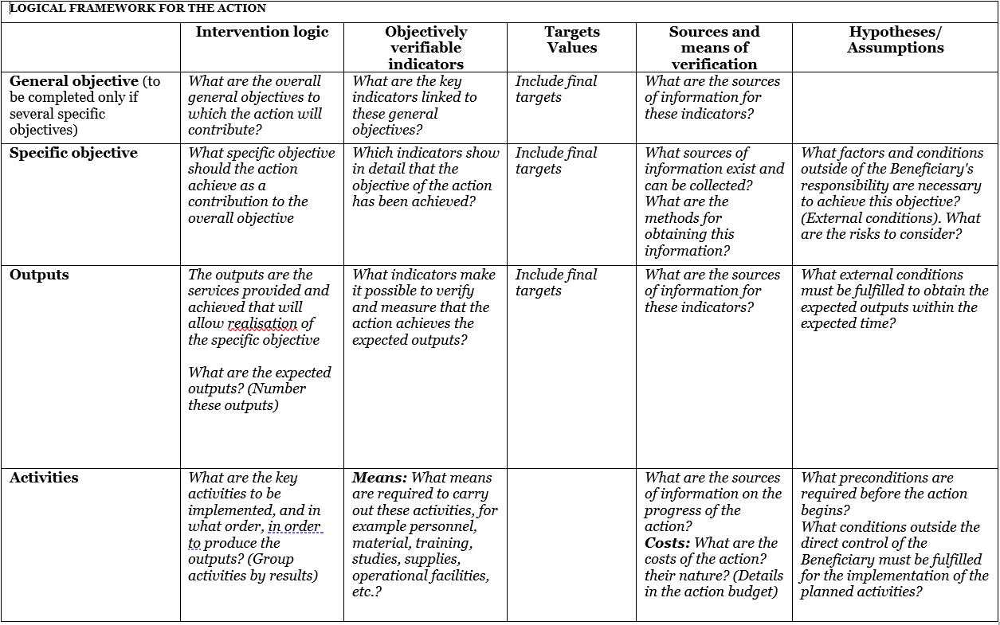 LOGICAL FRAMEWORK FOR THE ACTION
Intervention logic
Objectively
verifiable
indicators
Targets
Values
Sources and
means of
verification
Hypotheses/
Assumptions
General objective (to
be completed only if
several specific
objectives)
What are the overall
general objectives to
which the action will
contribute?
What are the key
indicators linked to
these general
objectives?
Include final
targets
What are the sources
of information for
these indicators?
Specific objective
What specific objective
should the action
achieve as a
contribution to the
overall objective
Which indicators show
in detail that the
objective of the action
has been achieved?
Include final
targets
What sources of
information exist and
can be collected?
What are the
methods for
obtaining this
information?
What factors and conditions
outside of the Beneficiary's
responsibility are necessary
to achieve this objective?
(External conditions). What
are the risks to consider?
Outputs
The outputs are the
services provided and
achieved that will
allow realisation of
the specific objective
What are the expected
outputs? (Number
these outputs)
What indicators make
it possible to verify
and measure that the
action achieves the
expected outputs?
Include final
targets
What are the sources
of information for
these indicators?
What external conditions
must be fulfilled to obtain the
expected outputs within the
expected time?
Activities
What are the key
activities to be
implemented, and in
what order, in order
to produce the
outputs? (Group
activities by results)
Means: What means
are required to carry
out these activities, for
example personnel,
material, training,
studies, supplies,
operational facilities,
etc.?
What are the sources
of information on the
progress of the
action?
Costs: What are the
costs of the action?
their nature? (Details
in the action budget)
What preconditions are
required before the action
begins?
What conditions outside the
direct control of the
Beneficiary must be fulfilled
for the implementation of the
planned activities?